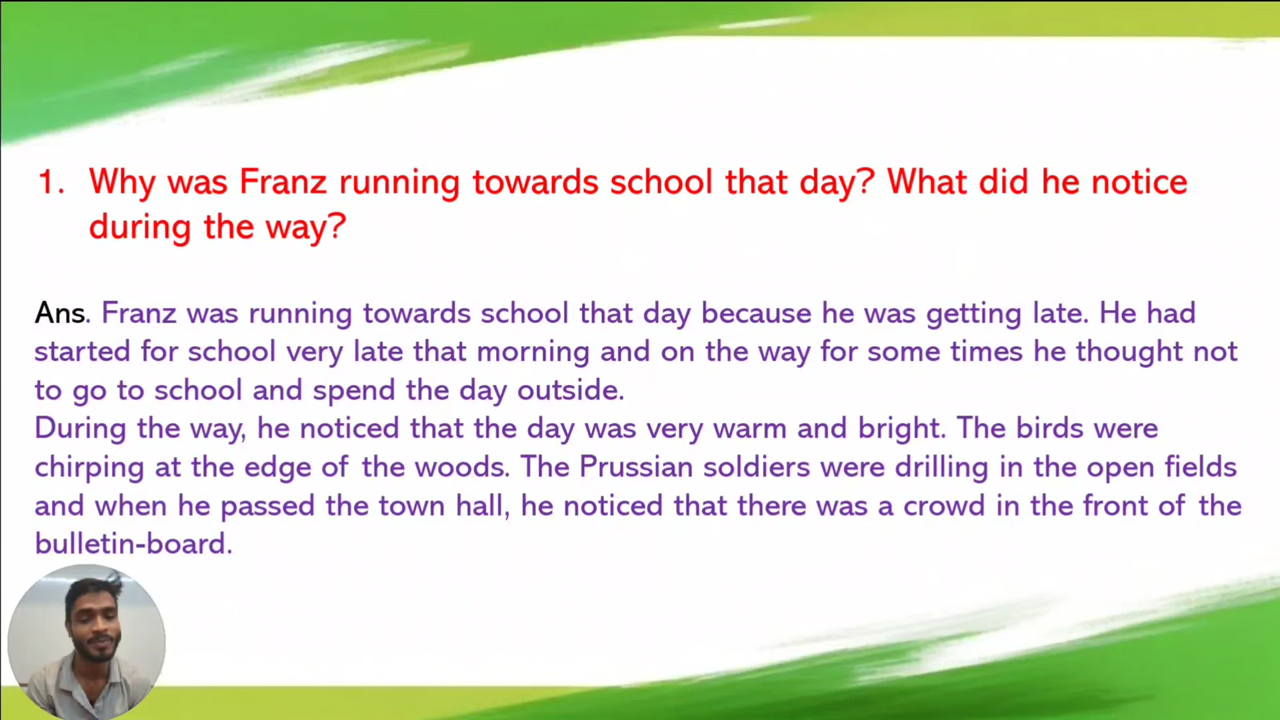 1. Why was Franz running towards school that day? What did he notice
during the way?
Ans. Franz was running towards school that day because he was getting late. He had
started for school very late that morning and on the way for some times he thought not
to go to school and spend the day outside.
During the way, he noticed that the day was very warm and bright. The birds were
chirping at the edge of the woods. The Prussian soldiers were drilling in the open fields
and when he passed the town hall, he noticed that there was a crowd in the front of the
bulletin-board.